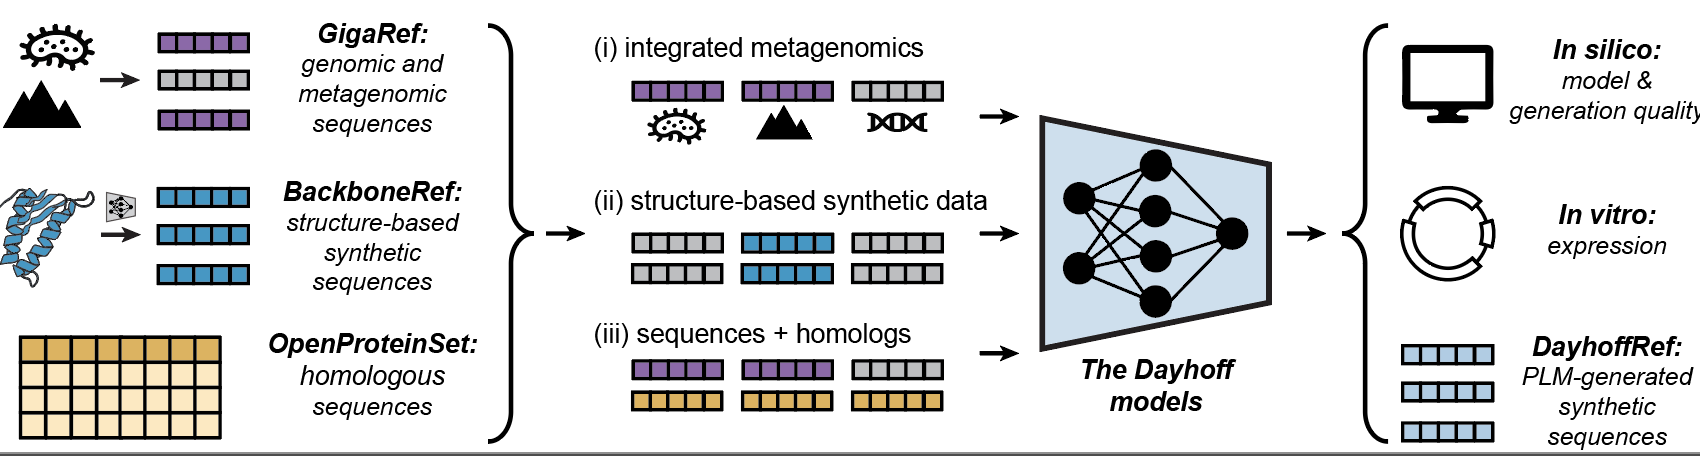 GigaRef:
genomic and
metagenomic
sequences
BackboneRef:
structure-based
synthetic
sequences
OpenProteinSet:
homologous
sequences
(i) integrated metagenomics
(ii) structure-based synthetic data
(iii) sequences + homologs
The Dayhoff
models
In silico:
model &
generation quality
In vitro:
expression
DayhoffRef:
PLM-generated
synthetic
sequences